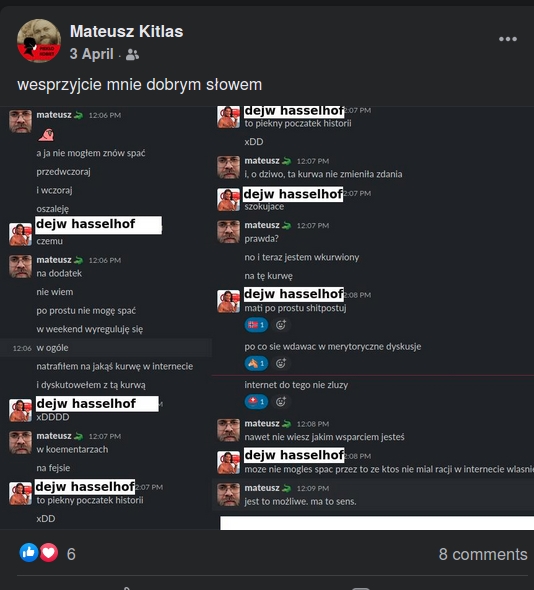 Mateusz Kitlas
3 April ·
wesprzyjcie mnie dobrym słowem
mateusz 12:06 PM
a ja nie mogłem znów spać
przedwczoraj
i wczoraj
oszaleję
dejw hasselhof
czemu
mateusz 12:06 PM
na dodatek
nie wiem
po prostu nie mogę spać
w weekend wyreguluję się
12:06 w ogóle
natrafiłem na jakąś kurwę w internecie
i dyskutowełem z tą kurwą
dejw hasselhof
xDDDD
mateusz 12:07 PM
w koementarzach
na fejsie
dejw hasselhof 2:07 PM
to piekny poczatek historii
xDD
dejw hasselhof 2:07 PM
to piekny poczatek historii
xDD
mateusz 12:07 PM
i, o dziwo, ta kurwa nie zmieniła zdania
dejw hasselhof 2:07 PM
szokujace
mateusz 12:07 PM
prawda?
no i teraz jestem wkurwiony
na tę kurwę
dejw hasselhof 2:08 PM
mati po prostu shitpostuj
1
po co sie wdawac w merytoryczne dyskusje
1
internet do tego nie zluzy
1
mateusz 12:08 PM
nawet nie wiesz jakim wsparciem jesteś
dejw hasselhof 2:08 PM
moze nie mogles spac przez to ze ktos nie mial racji w internecie wlasnie
mateusz 12:09 PM
jest to możliwe. ma to sens.
6
8 comments